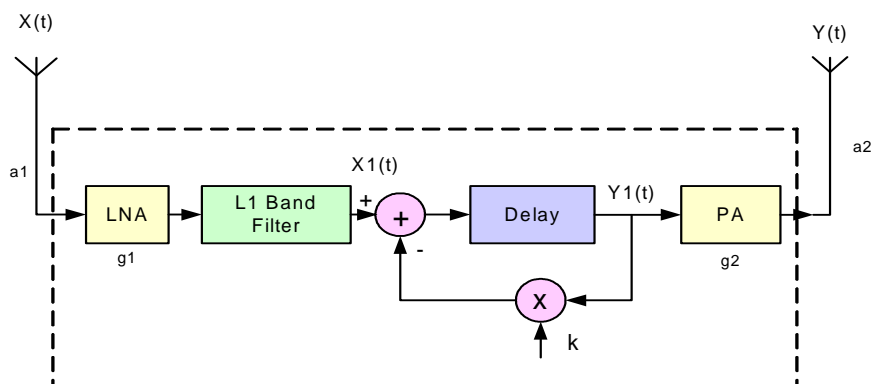 X(t)
Y(t)
a1
a2
X1(t)
Y1(t)
LNA
L1 Band
Filter
+
+
-
Delay
PA
g1
g2
X
k